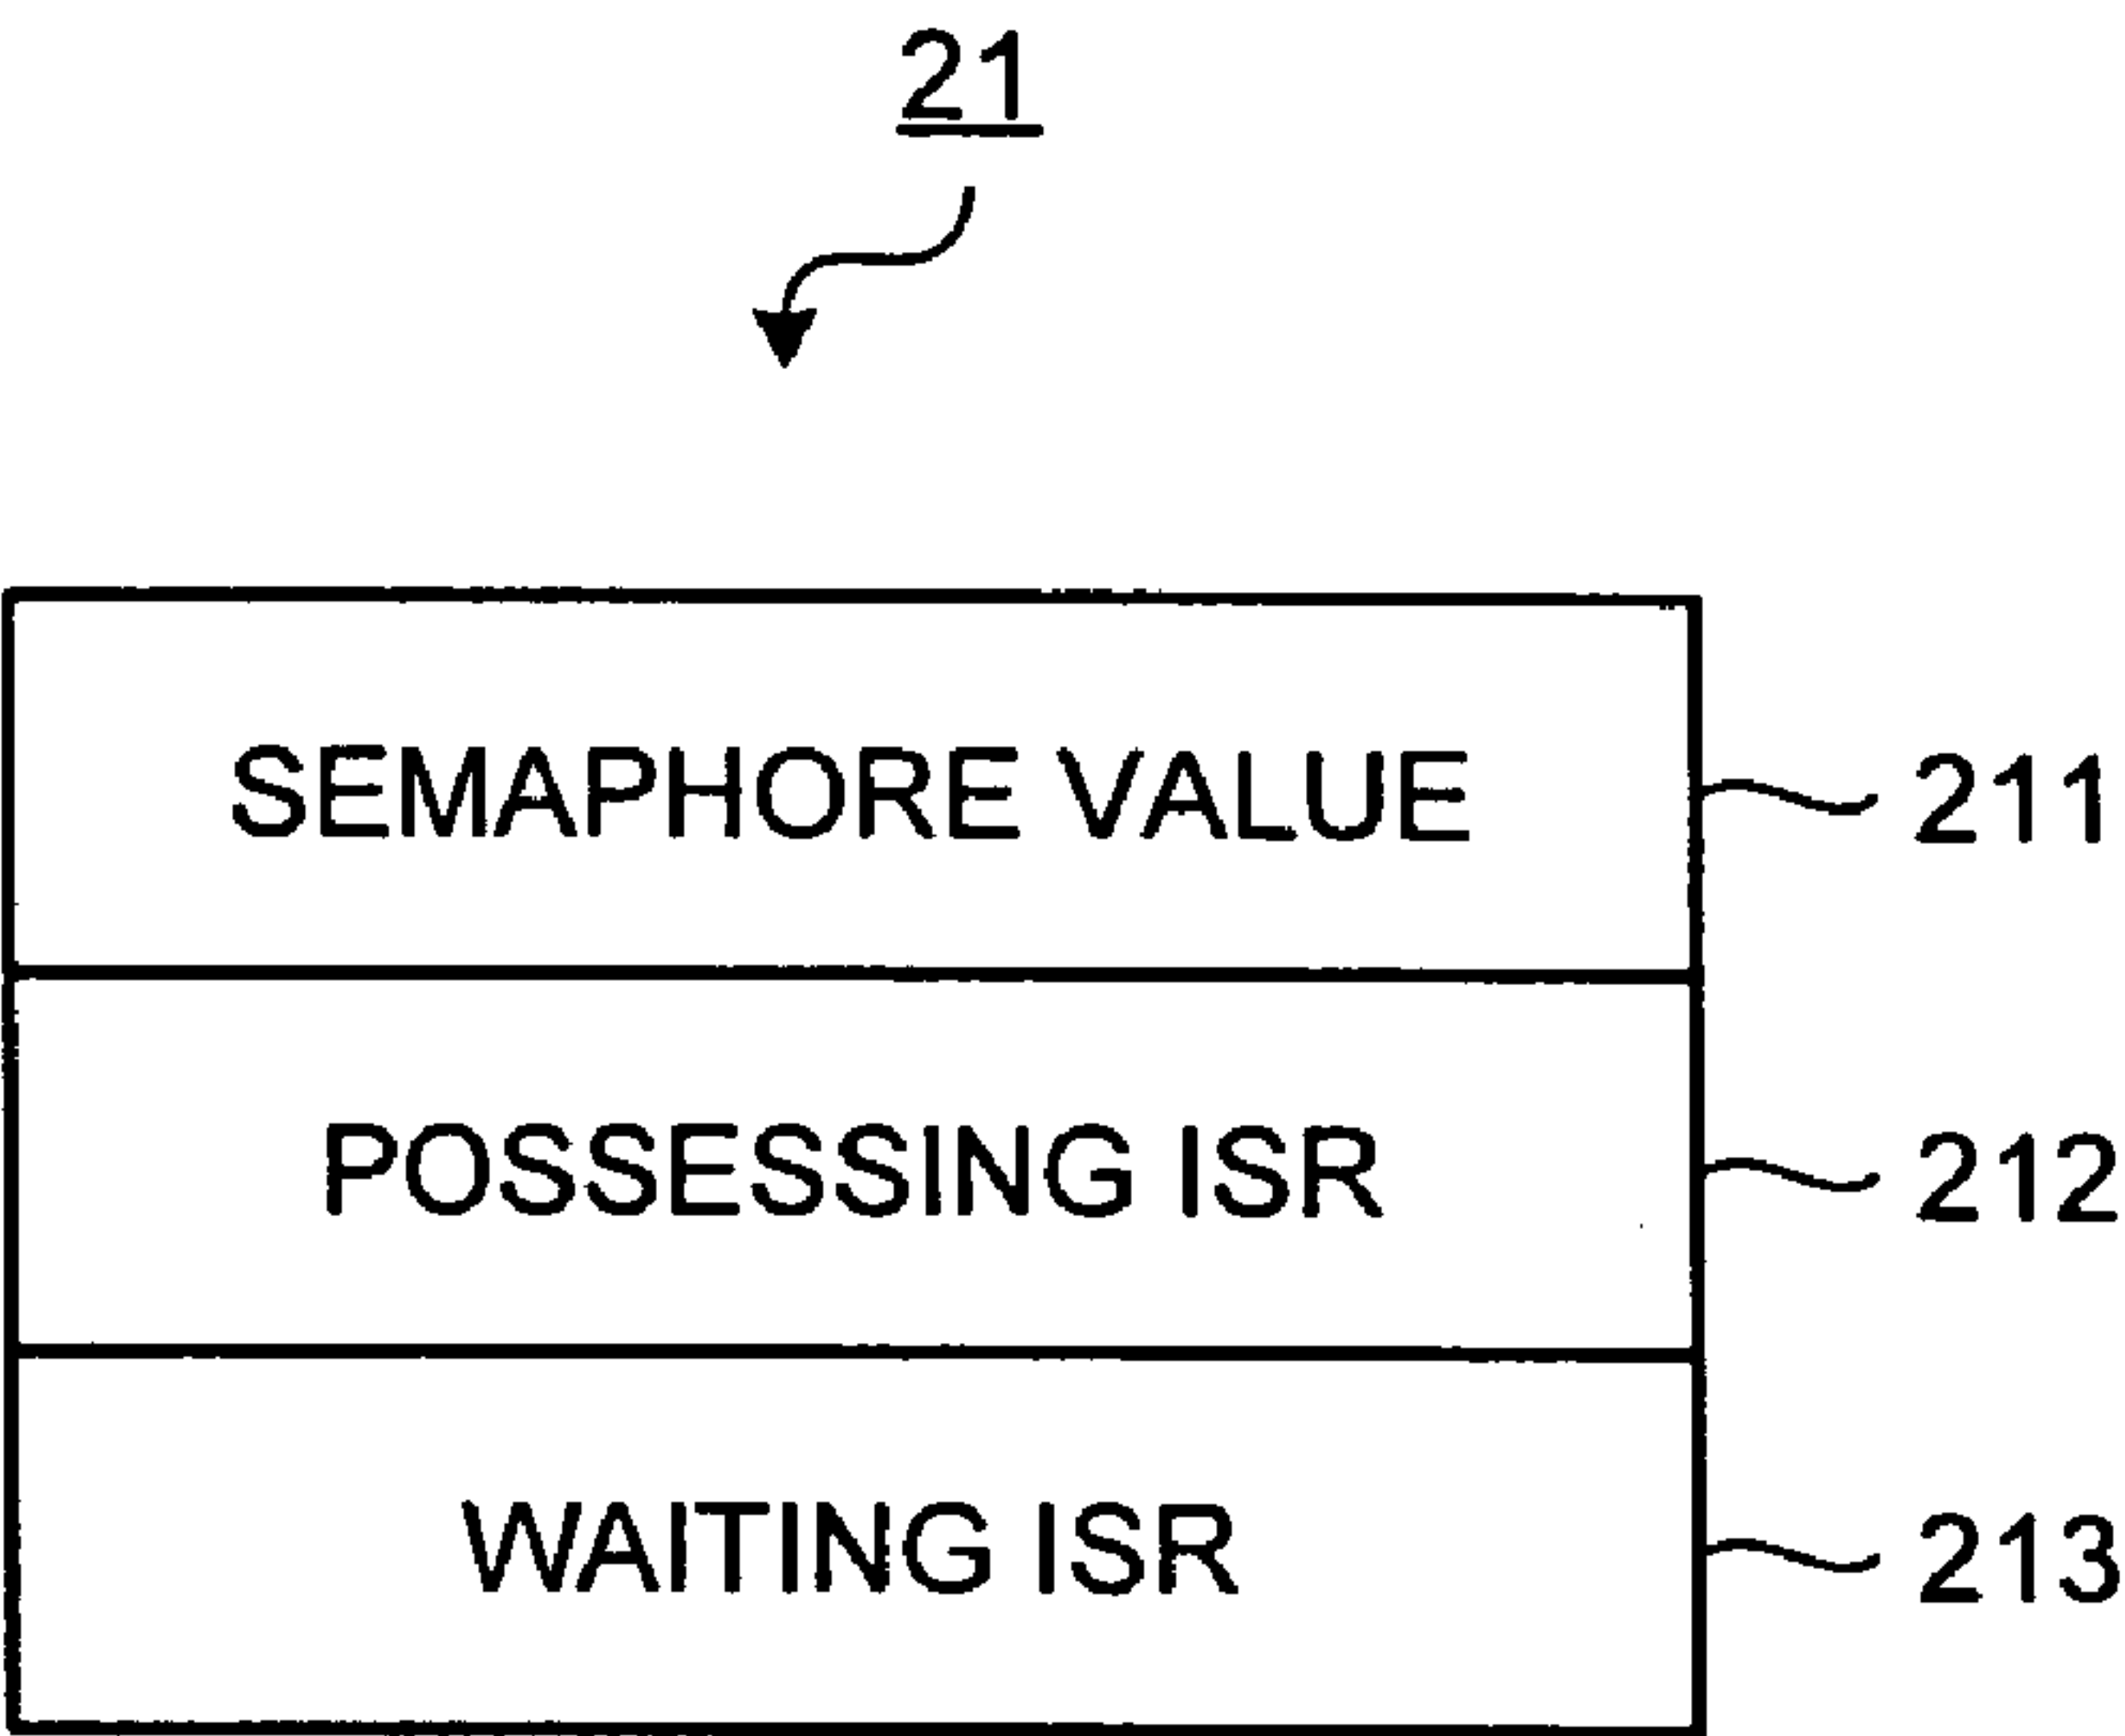 21
SEMAPHORE VALUE 211
POSSESSING ISR 212
WAITING ISR 213